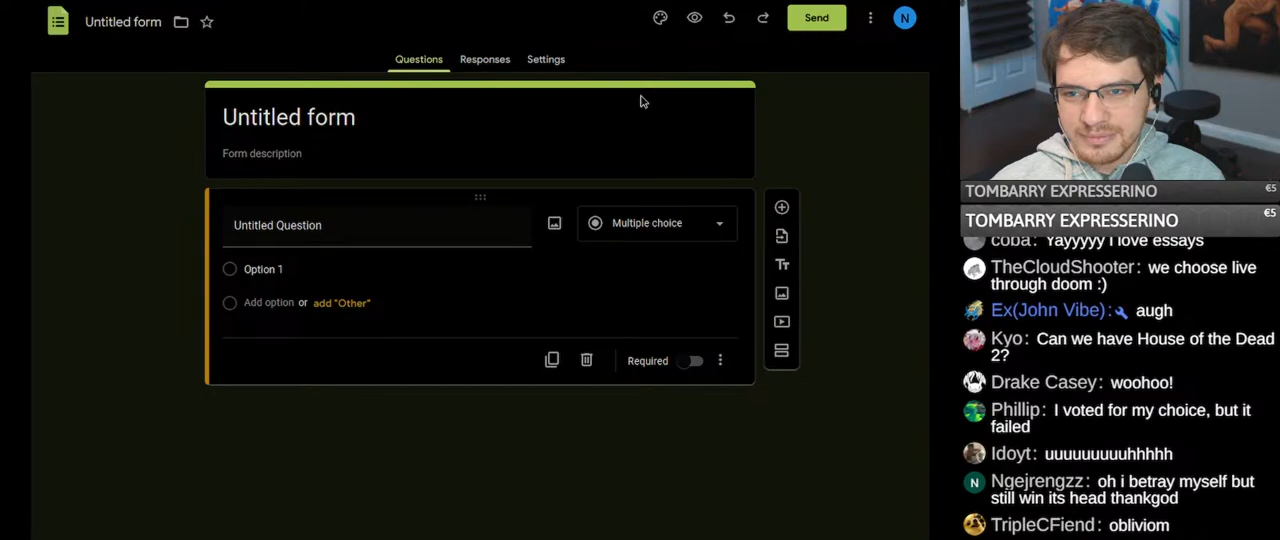 Untitled form
Send
N
Questions Responses Settings
Untitled form
Form description
Untitled Question
Multiple choice
Option 1
Add option or add "Other"
Required
TOMBARRY EXPRESSERINO €5
TOMBARRY EXPRESSERINO €5
coba: Yayyyyy I love essays
TheCloudShooter: we choose live
through doom :)
Ex(John Vibe): augh
Kyo: Can we have House of the Dead
2?
Drake Casey: woohoo!
Phillip: I voted for my choice, but it
failed
Idoyt: uuuuuuuuuhhhhh
N Ngejrengzz: oh i betray myself but
still win its head thankgod
TripleCFiend: obliviom